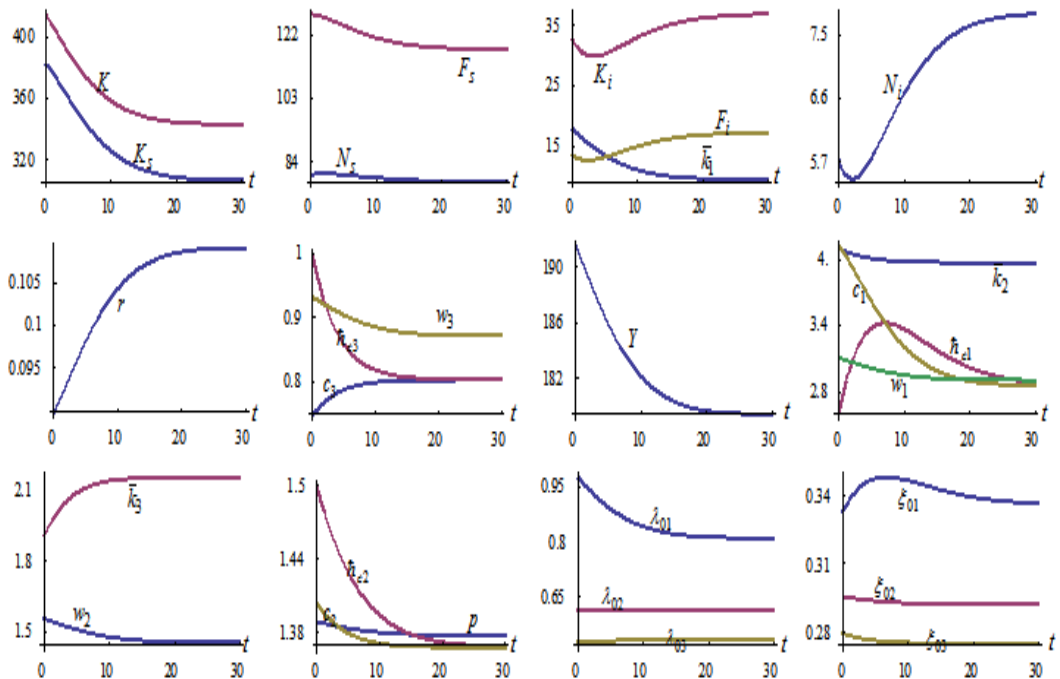 400 360 320 K K_s 0 10 20 30 t
122 103 84 F_s N_s 0 10 20 30 t
35 25 15 K_i F_i k̄_1 0 10 20 30 t
7.5 6.6 5.7 N_i 0 10 20 30 t
0.105 0.1 0.095 r 0 10 20 30 t
1 0.9 0.8 w_3 ħ_e3 c_3 0 10 20 30 t
190 186 182 Y 0 10 20 30 t
4. 3.4 2.8 k̄_2 c_1 ħ_e1 w_1 0 10 20 30 t
2.1 1.8 1.5 k̄_3 w_2 0 10 20 30 t
1.5 1.44 1.38 ħ_e2 c_2 p 0 10 20 30 t
0.95 0.8 0.65 λ_01 λ_02 λ_03 0 10 20 30 t
0.34 0.31 0.28 ξ_01 ξ_02 ξ_03 0 10 20 30 t